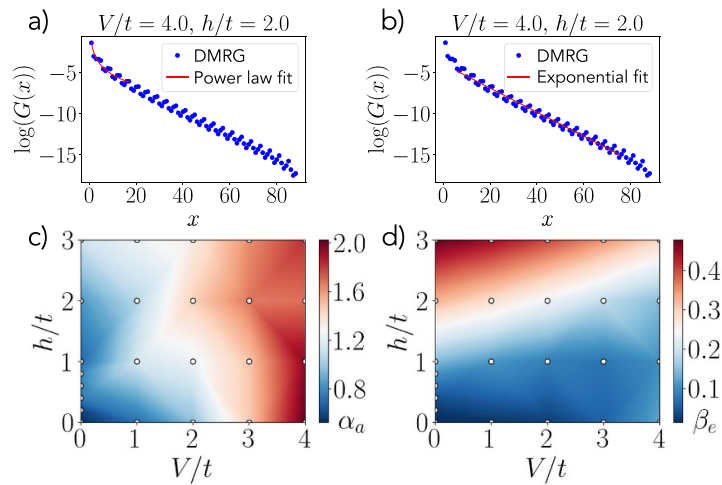 a)
V/t = 4.0, h/t = 2.0
DMRG
Power law fit
−5
−10
−15
log(G(x))
0 20 40 60 80
x
b)
V/t = 4.0, h/t = 2.0
DMRG
Exponential fit
−5
−10
−15
log(G(x))
0 20 40 60 80
x
c)
3
2
1
0
h/t
0 1 2 3 4
V/t
2.0
1.6
1.2
0.8
α_a
d)
3
2
1
0
h/t
0 1 2 3 4
V/t
0.4
0.3
0.2
0.1
β_e